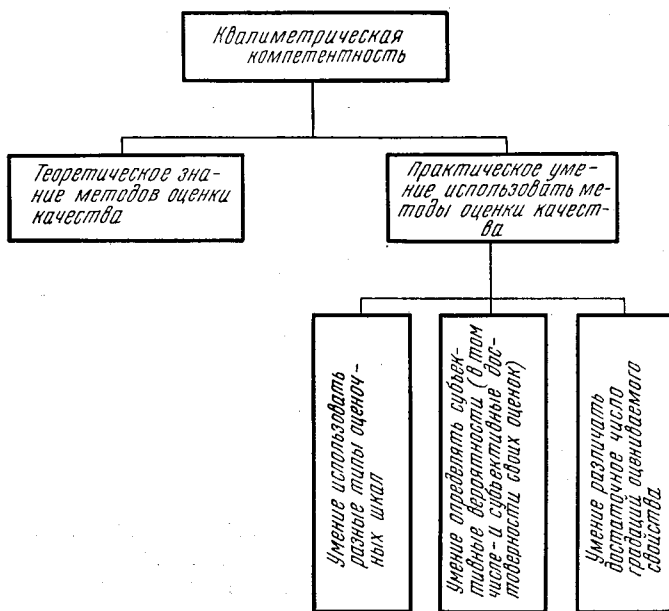 Квалиметрическая
компетентность
Теоретическое зна-
ние методов оценки
качества
Практическое уме-
ние использовать ме-
тоды оценки качест-
ва
Умение использовать
разные типы оценоч-
ных шкал
Умение определять субъек-
тивные вероятности (в том
числе - и субъективные дос-
товерности своих оценок)
Умение различать
достаточное число
градаций оцениваемого
свойства